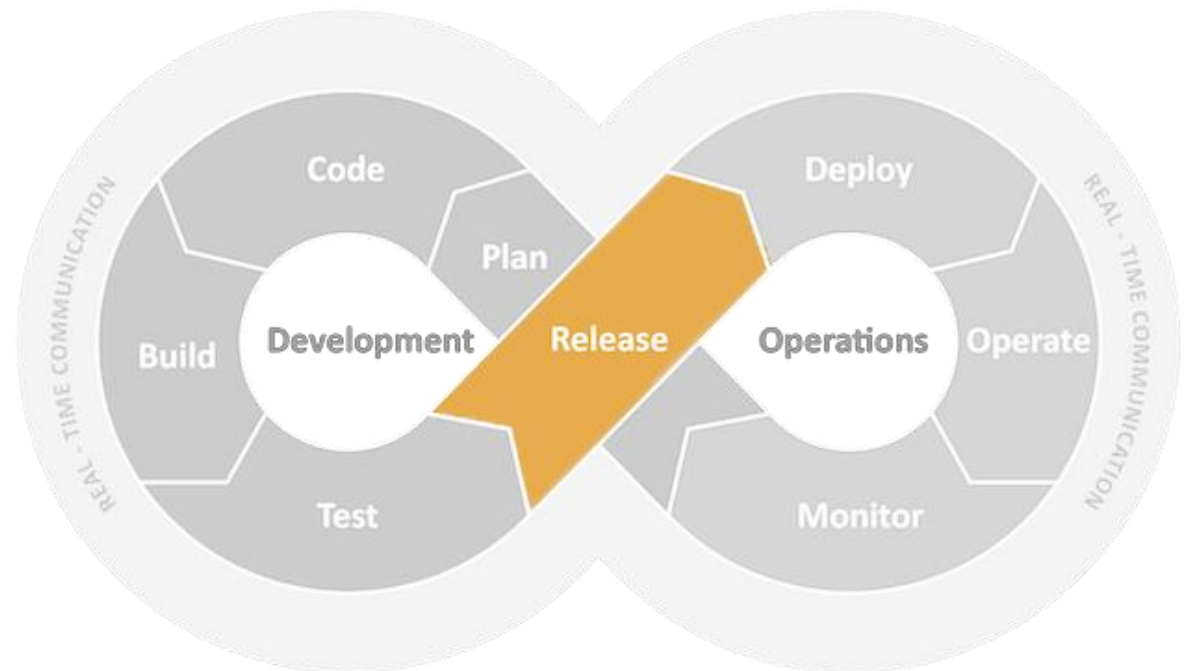 REAL - TIME COMMUNICATION
Code
Plan
Build
Development
Test
Release
Deploy
Operations
Operate
Monitor
REAL - TIME COMMUNICATION